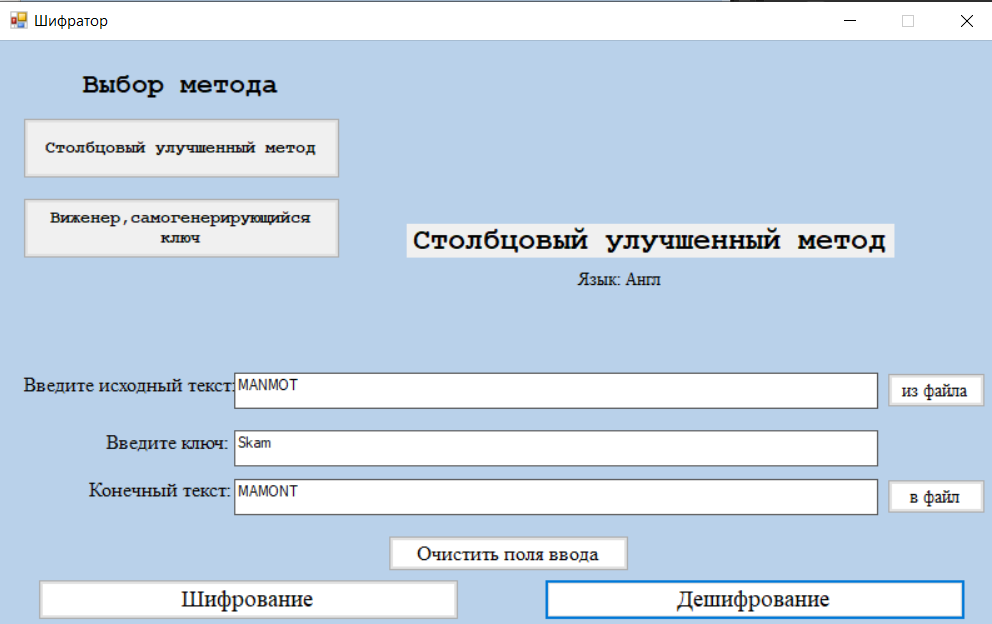 Шифратор
Выбор метода
Столбцовый улучшенный метод
Виженер,самогенерирующийся
ключ
Столбцовый улучшенный метод
Язык: Англ
Введите исходный текст: MANMOT из файла
Введите ключ: Skam
Конечный текст: MAMONT в файл
Очистить поля ввода
Шифрование Дешифрование